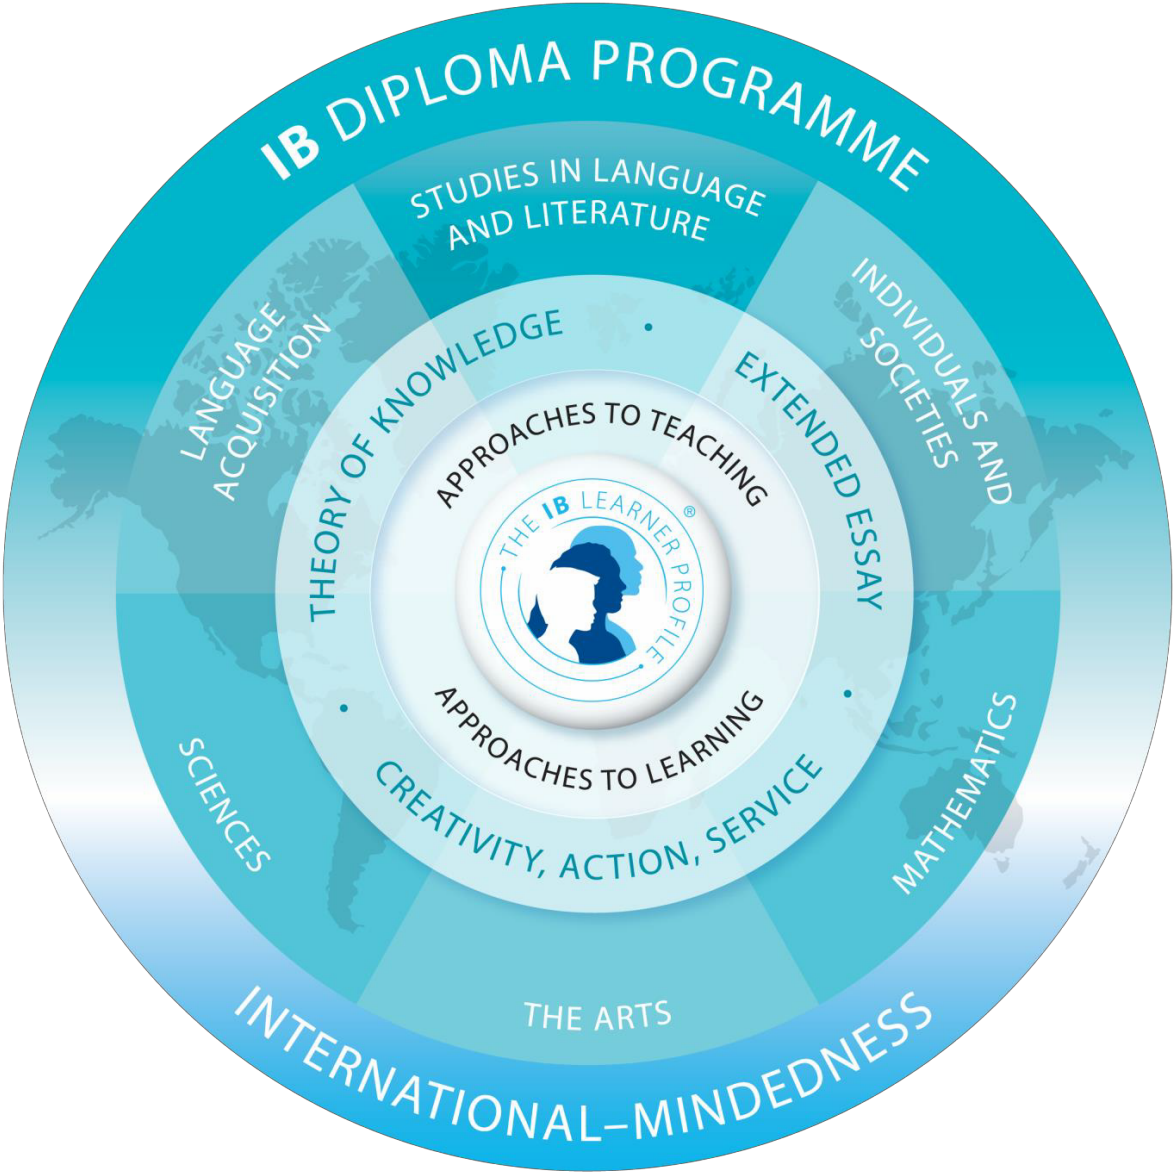 IB DIPLOMA PROGRAMME
STUDIES IN LANGUAGE
AND LITERATURE
LANGUAGE
ACQUISITION
INDIVIDUALS AND
SOCIETIES
THEORY OF KNOWLEDGE •
EXTENDED ESSAY •
APPROACHES TO TEACHING
THE IB LEARNER PROFILE ®
APPROACHES TO LEARNING
CREATIVITY, ACTION, SERVICE •
SCIENCES
MATHEMATICS
THE ARTS
INTERNATIONAL–MINDEDNESS